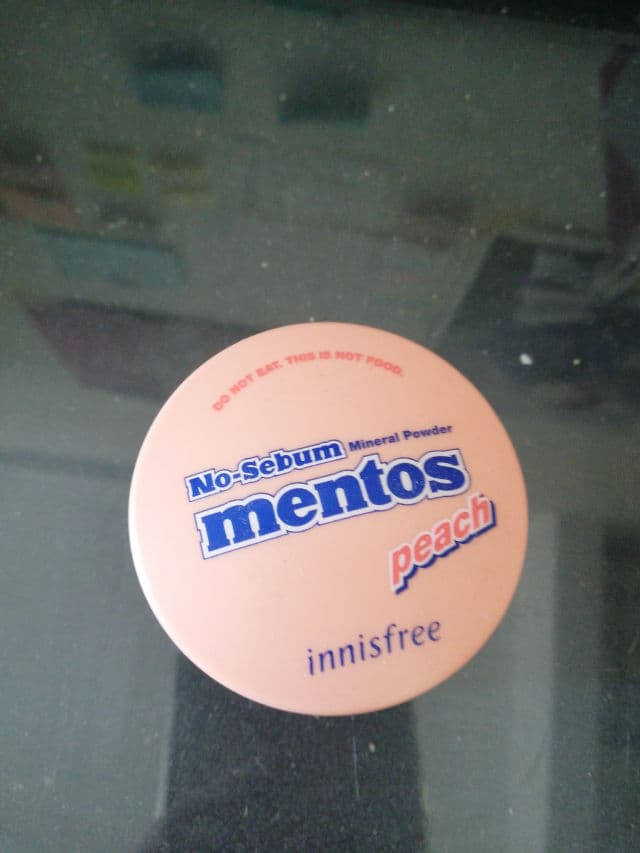 DO NOT EAT. THIS IS NOT FOOD.
No-Sebum Mineral Powder
mentos
peach
innisfree